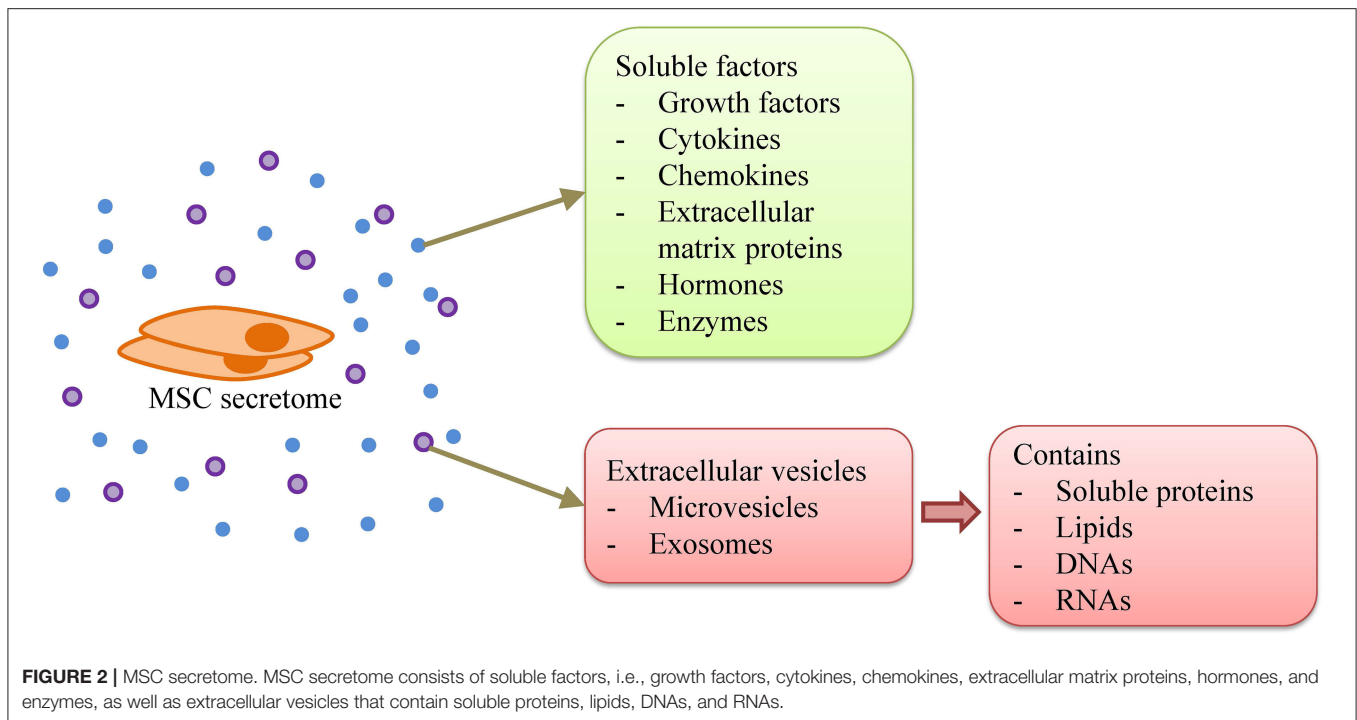 Soluble factors
- Growth factors
- Cytokines
- Chemokines
- Extracellular
matrix proteins
- Hormones
- Enzymes
MSC secretome
Extracellular vesicles
- Microvesicles
- Exosomes
Contains
- Soluble proteins
- Lipids
- DNAs
- RNAs
FIGURE 2 | MSC secretome. MSC secretome consists of soluble factors, i.e., growth factors, cytokines, chemokines, extracellular matrix proteins, hormones, and
enzymes, as well as extracellular vesicles that contain soluble proteins, lipids, DNAs, and RNAs.